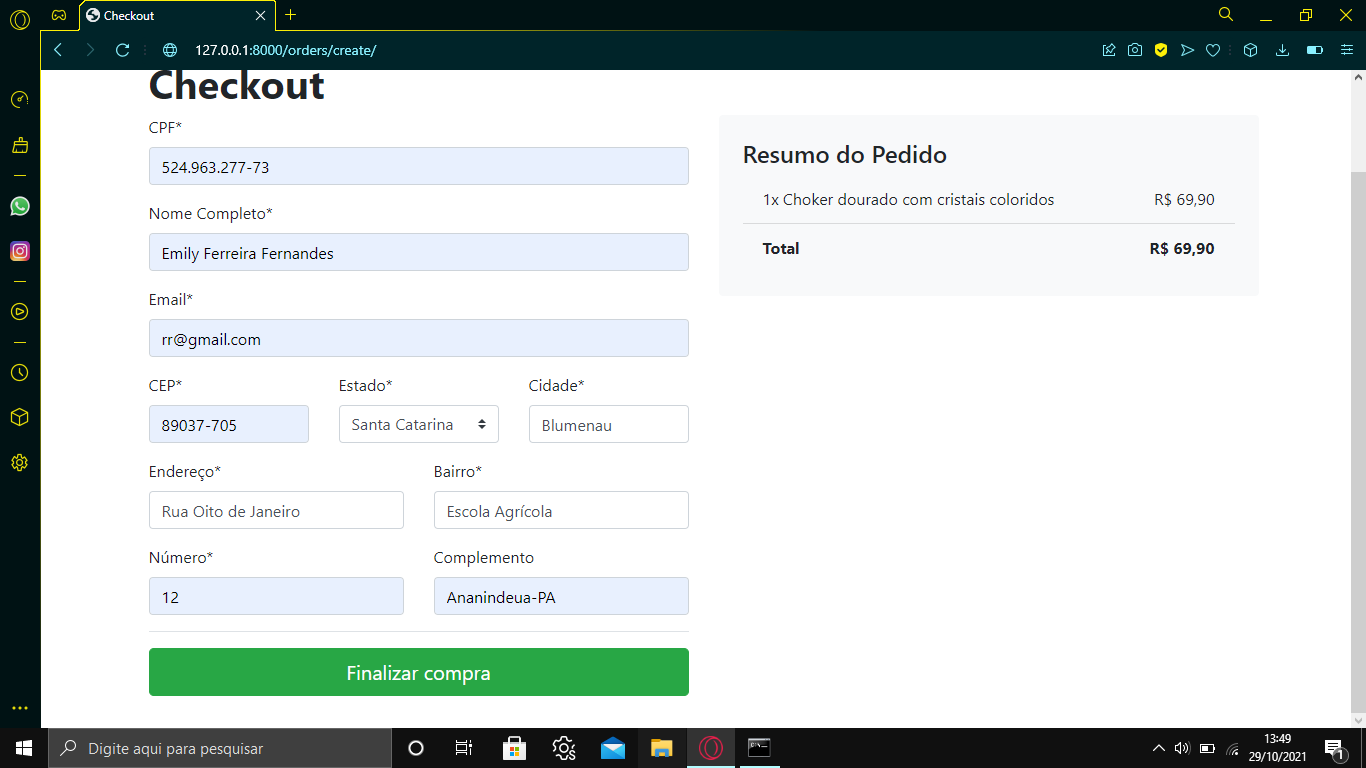 Checkout
127.0.0.1:8000/orders/create/
Checkout
CPF*
524.963.277-73
Nome Completo*
Emily Ferreira Fernandes
Email*
rr@gmail.com
CEP* Estado* Cidade*
89037-705 Santa Catarina Blumenau
Endereço* Bairro*
Rua Oito de Janeiro Escola Agrícola
Número* Complemento
12 Ananindeua-PA
Finalizar compra
Resumo do Pedido
1x Choker dourado com cristais coloridos R$ 69,90
Total R$ 69,90
Digite aqui para pesquisar
13:49
29/10/2021
1